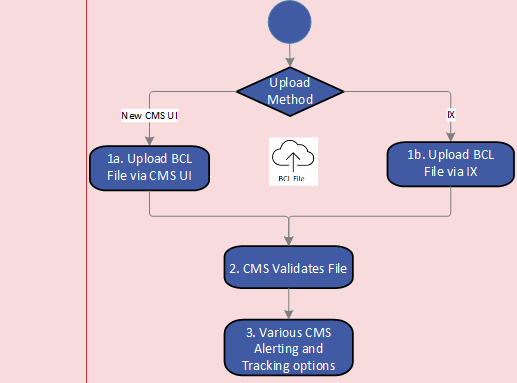 Upload
Method
New CMS UI
IX
1a. Upload BCL
File via CMS UI
BCL File
1b. Upload BCL
File via IX
2. CMS Validates File
3. Various CMS
Alerting and
Tracking options